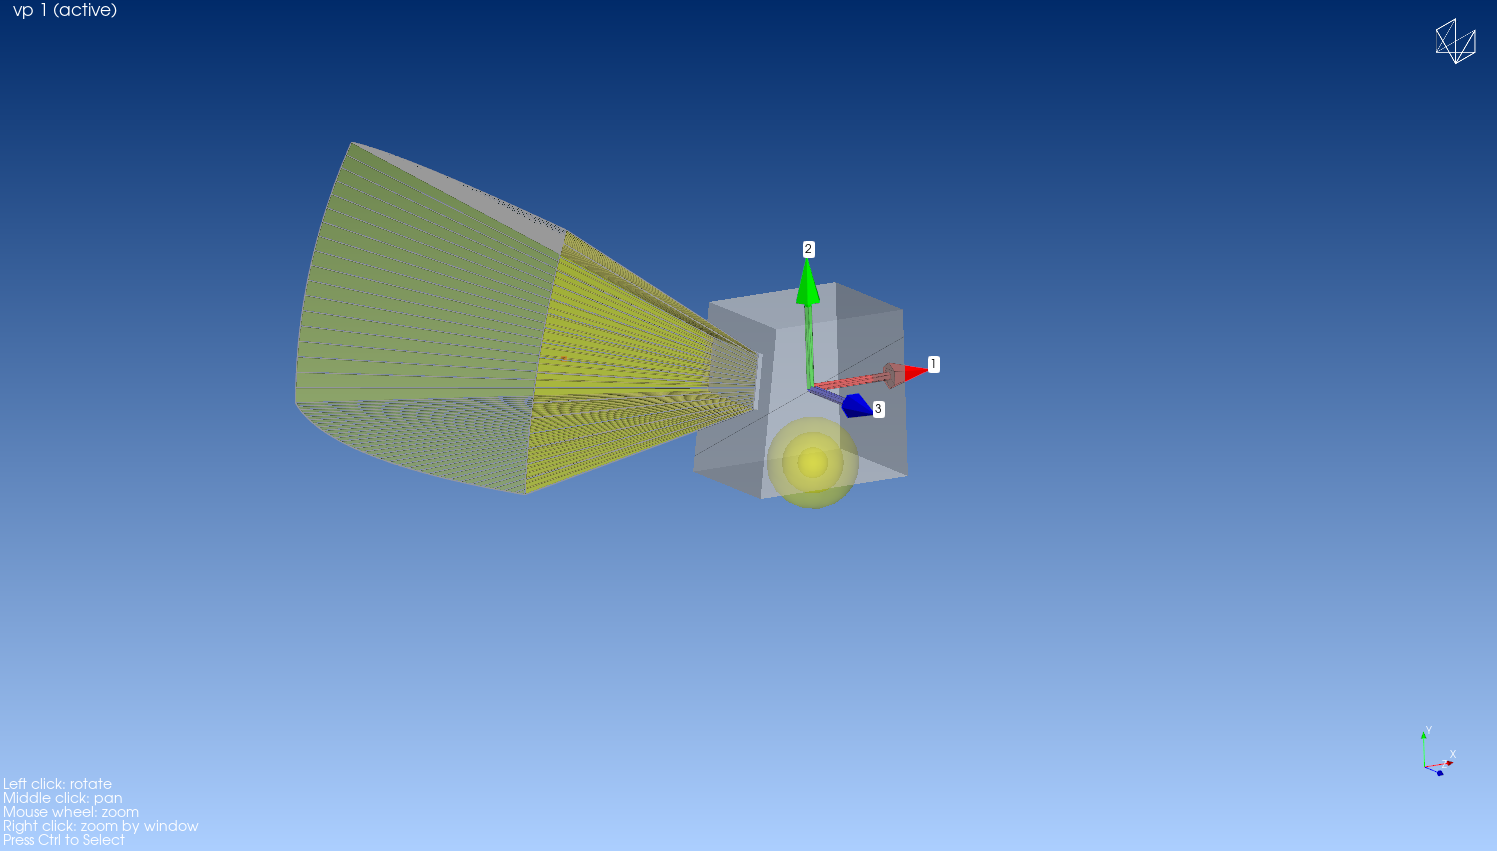 vp 1 (active)
2
1
3
Y
X
Z
Left click: rotate
Middle click: pan
Mouse wheel: zoom
Right click: zoom by window
Press Ctrl to Select